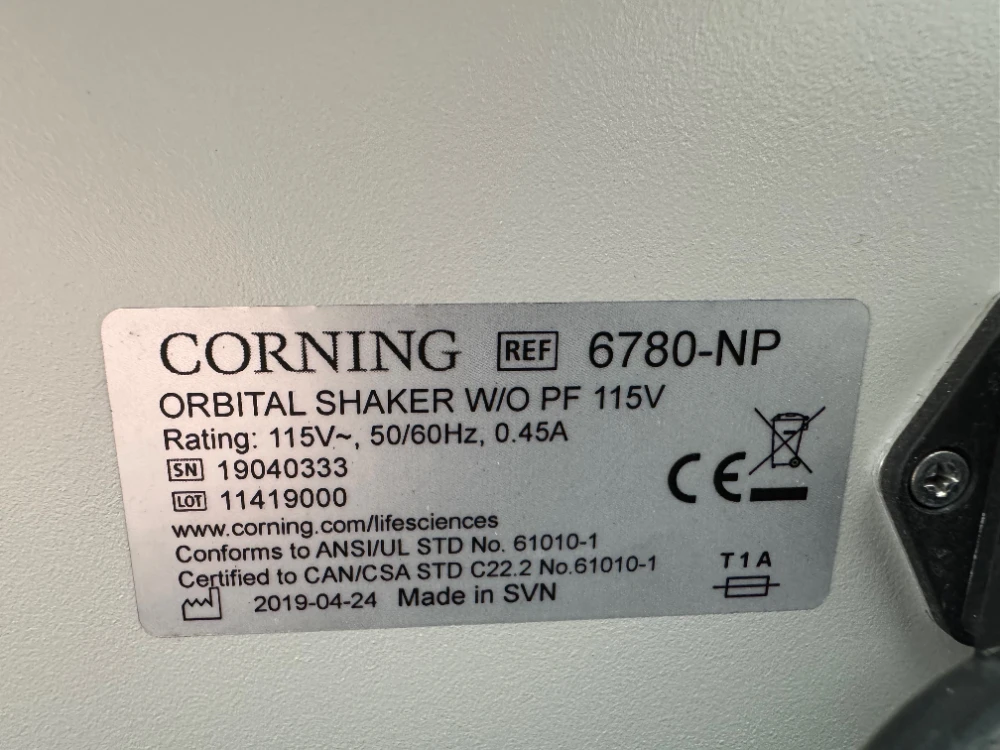 CORNING REF 6780-NP
ORBITAL SHAKER W/O PF 115V
Rating: 115V~, 50/60Hz, 0.45A
SN 19040333
LOT 11419000
CE
www.corning.com/lifesciences
Conforms to ANSI/UL STD No. 61010-1
Certified to CAN/CSA STD C22.2 No.61010-1
T 1 A
2019-04-24 Made in SVN